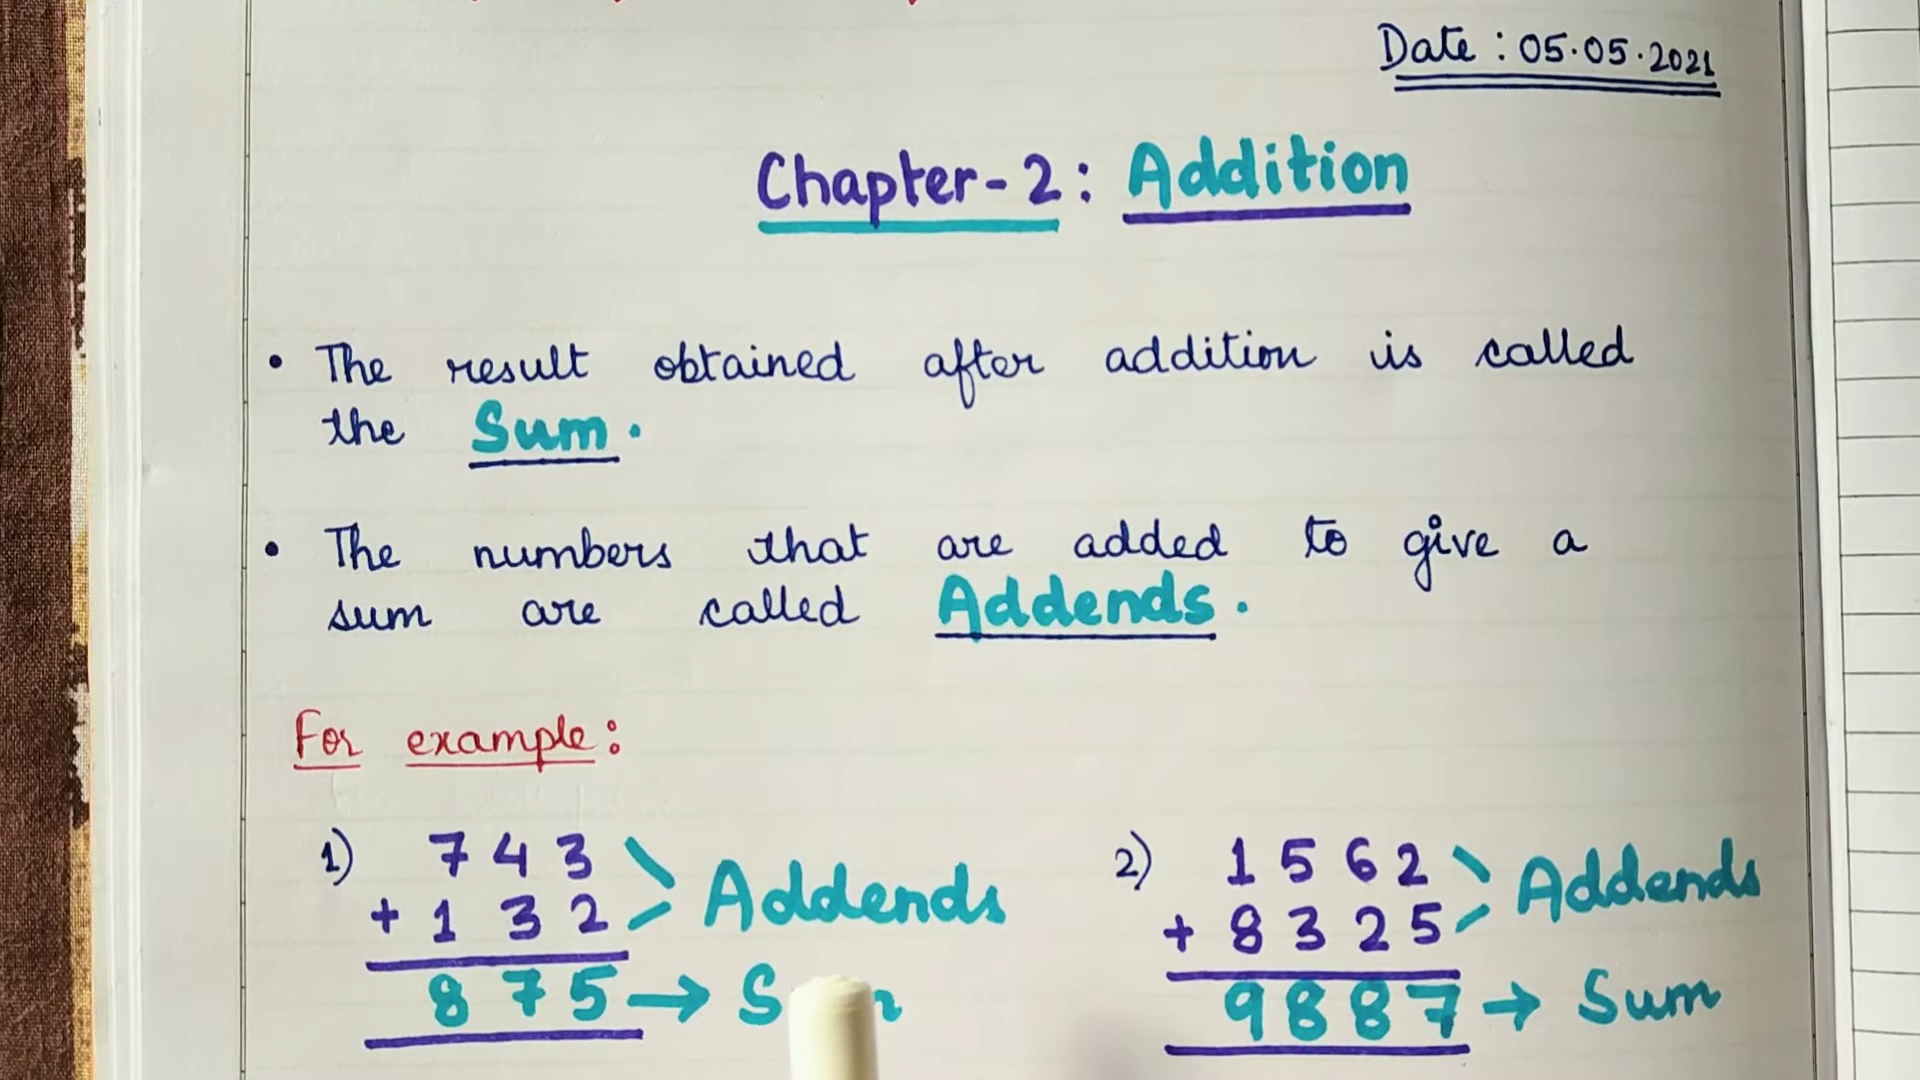 Date : 05.05.2021
Chapter-2: Addition
• The result obtained after addition is called
the Sum.
• The numbers that are added to give a
sum are called Addends.
For example:
1) 743
+ 132
Addends
875 → 
2) 1562
+ 8325
Addends
9887 → Sum